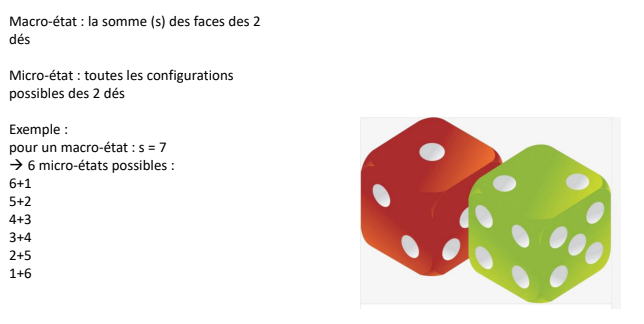 Macro-état : la somme (s) des faces des 2
dés
Micro-état : toutes les configurations
possibles des 2 dés
Exemple :
pour un macro-état : s = 7
→ 6 micro-états possibles :
6+1
5+2
4+3
3+4
2+5
1+6